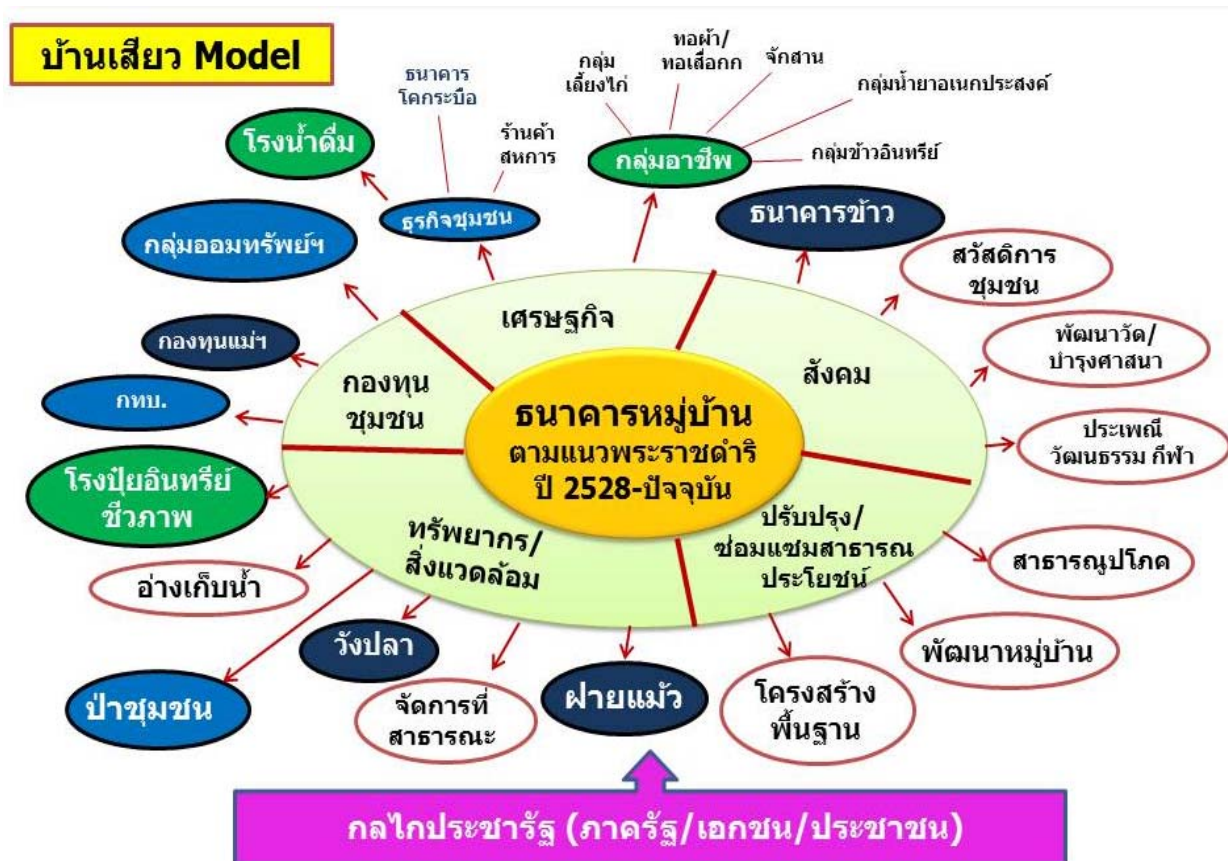 บ้านเสียว Model
ธนาคาร
โคกระบือ
ร้านค้า
สหการ
กลุ่ม
เลี้ยงไก่
ทอผ้า/
ทอเสื่อกก
จักสาน
กลุ่มน้ำยาอเนกประสงค์
กลุ่มข้าวอินทรีย์
โรงน้ำดื่ม
ธุรกิจชุมชน
กลุ่มอาชีพ
ธนาคารข้าว
กลุ่มออมทรัพย์ฯ
สวัสดิการ
ชุมชน
กองทุนแม่ฯ
พัฒนาวัด/
บำรุงศาสนา
กทบ.
ประเพณี
วัฒนธรรม กีฬา
โรงปุ๋ยอินทรีย์
ชีวภาพ
เศรษฐกิจ
สังคม
กองทุน
ชุมชน
ธนาคารหมู่บ้าน
ตามแนวพระราชดำริ
ปี 2528-ปัจจุบัน
ทรัพยากร/
สิ่งแวดล้อม
ปรับปรุง/
ซ่อมแซมสาธารณ
ประโยชน์
อ่างเก็บน้ำ
สาธารณูปโภค
วังปลา
พัฒนาหมู่บ้าน
ป่าชุมชน
จัดการที่
สาธารณะ
ฝายแม้ว
โครงสร้าง
พื้นฐาน
กลไกประชารัฐ (ภาครัฐ/เอกชน/ประชาชน)